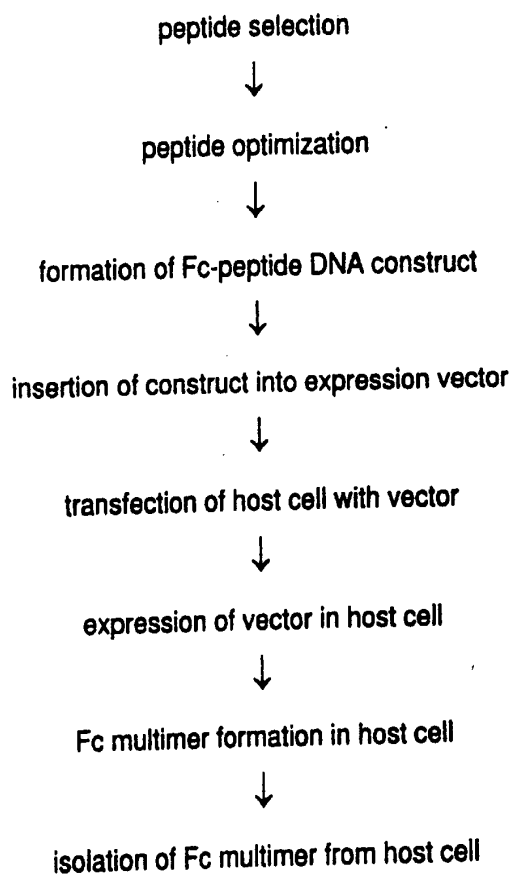 peptide selection
↓
peptide optimization
↓
formation of Fc-peptide DNA construct
↓
insertion of construct into expression vector
↓
transfection of host cell with vector
↓
expression of vector in host cell
↓
Fc multimer formation in host cell
↓
isolation of Fc multimer from host cell